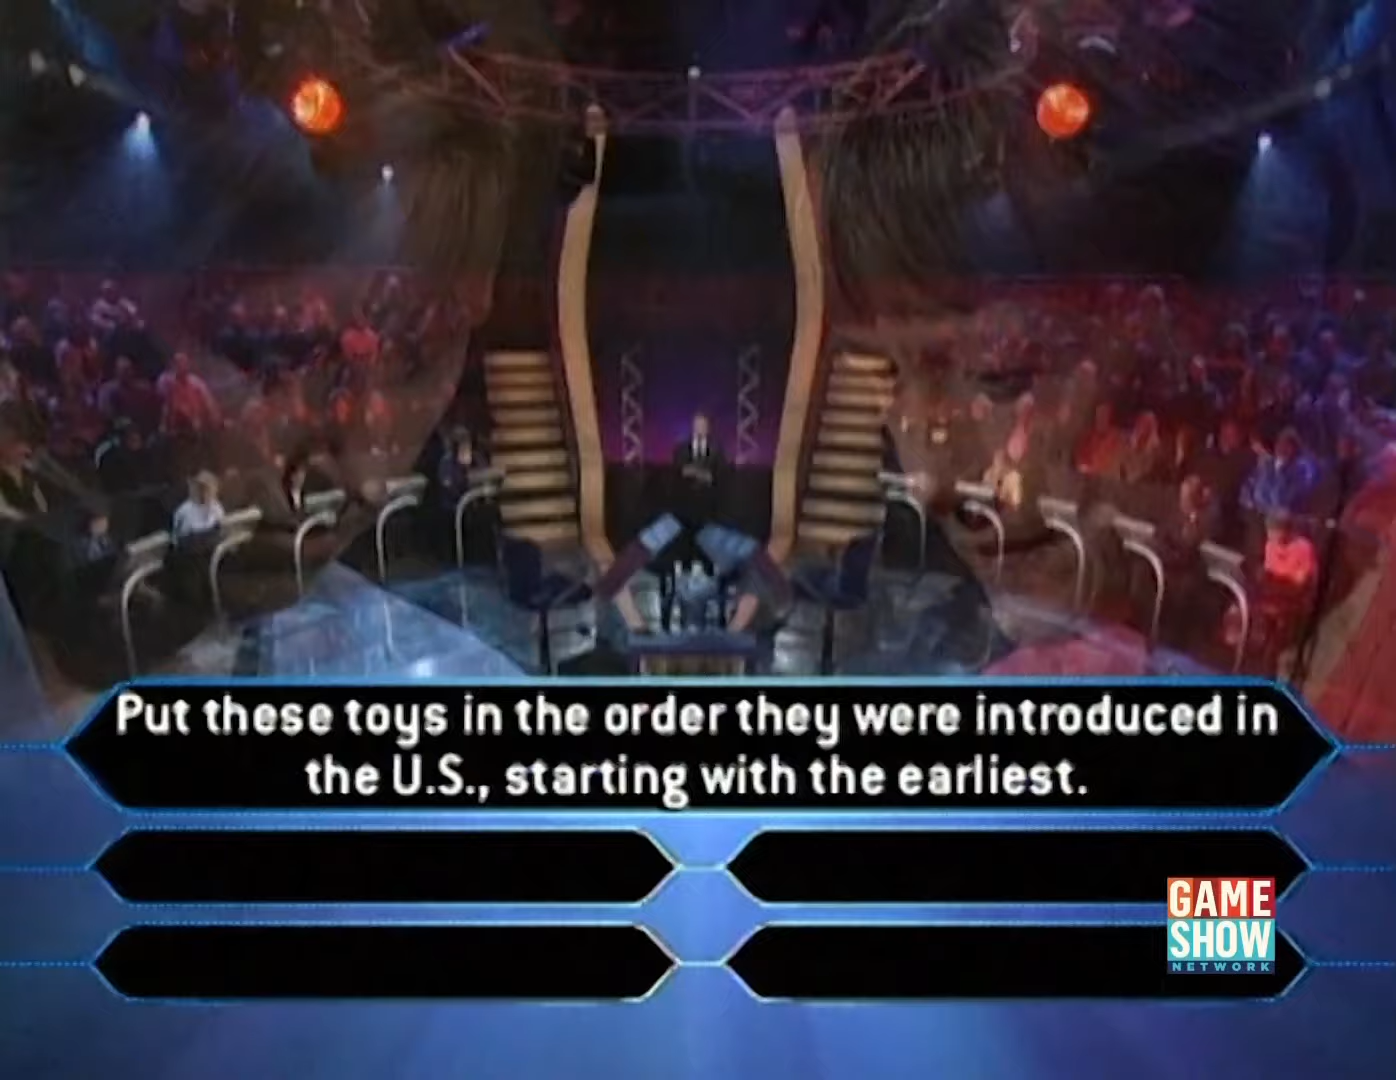 Put these toys in the order they were introduced in
the U.S., starting with the earliest.
GAME
SHOW
NETWORK